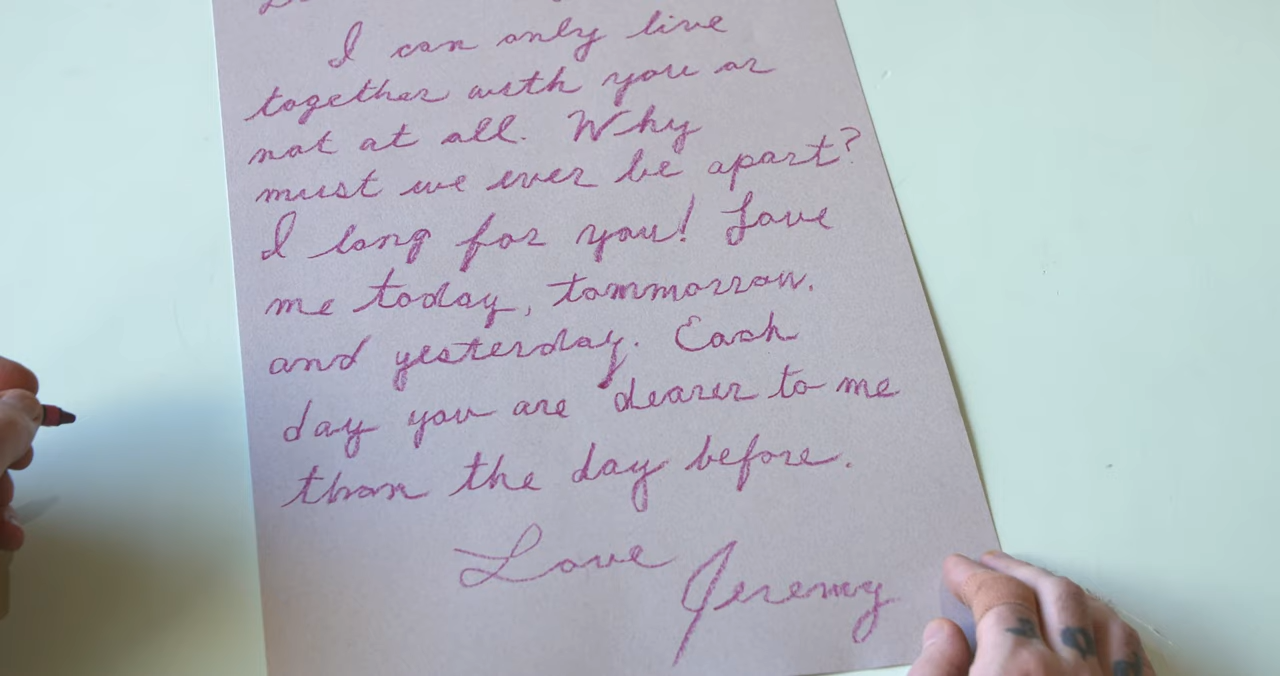 I can only live
together with you or
not at all. Why
must we ever be apart?
I long for you! Love
me today, tommorrow.
and yesterday. Each
day you are dearer to me
than the day before.
Love
Jeremy